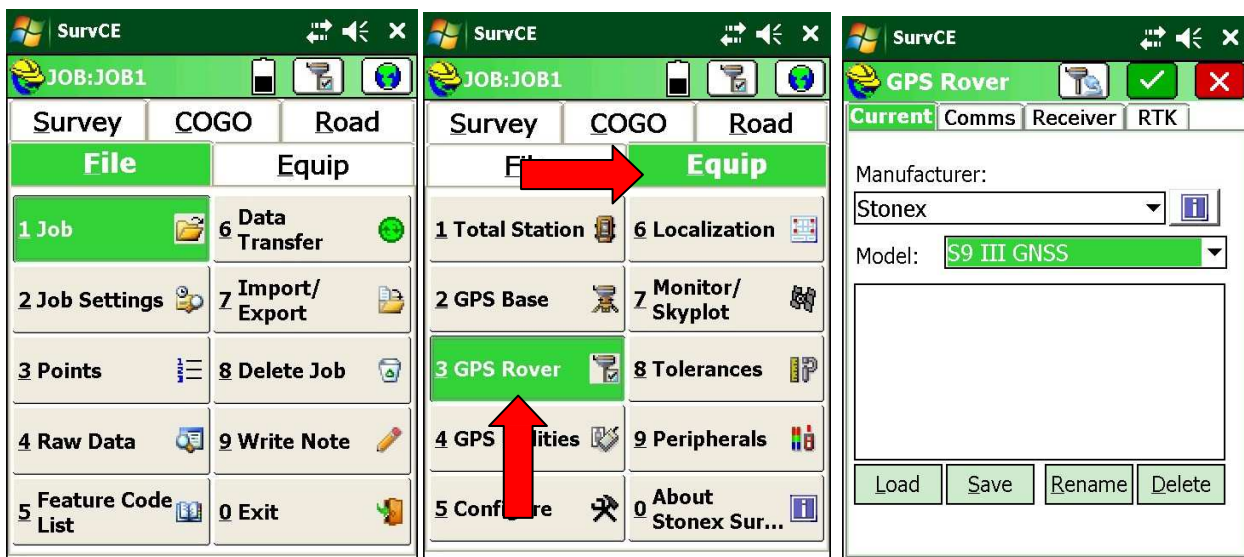 SurvCE
JOB:JOB1
Survey COGO Road
File Equip
1 Job
6 Data Transfer
2 Job Settings
7 Import/ Export
3 Points
8 Delete Job
4 Raw Data
9 Write Note
5 Feature Code List
0 Exit
SurvCE
JOB:JOB1
Survey COGO Road
Equip
1 Total Station
6 Localization
2 GPS Base
7 Monitor/ Skyplot
3 GPS Rover
8 Tolerances
4 GPS
9 Peripherals
5
0 About Stonex Sur...
SurvCE
GPS Rover
Current Comms Receiver RTK
Manufacturer:
Stonex
Model: S9 III GNSS
Load Save Rename Delete